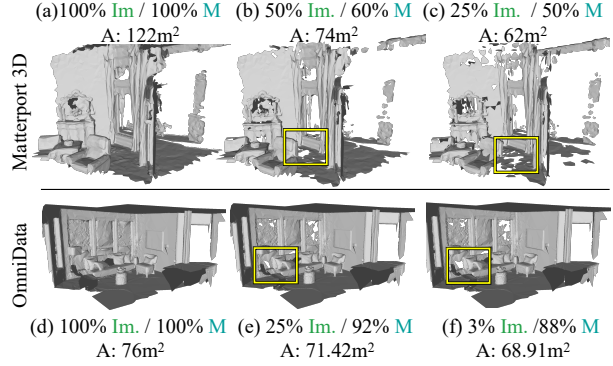 (a)100% Im / 100% M (b) 50% Im / 60% M (c) 25% Im. / 50% M
A: 122m² A: 74m² A: 62m²
Matterport 3D
OmniData
(d) 100% Im. / 100% M (e) 25% Im. /92% M (f) 3% Im. /88% M
A: 76m² A: 71.42m² A: 68.91m²